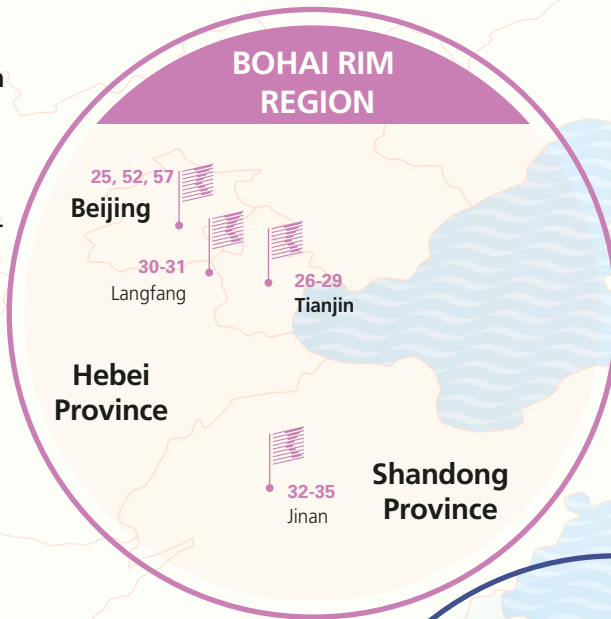 BOHAI RIM
REGION
25, 52, 57
Beijing
30-31
Langfang
26-29
Tianjin
Hebei
Province
32-35
Jinan
Shandong
Province